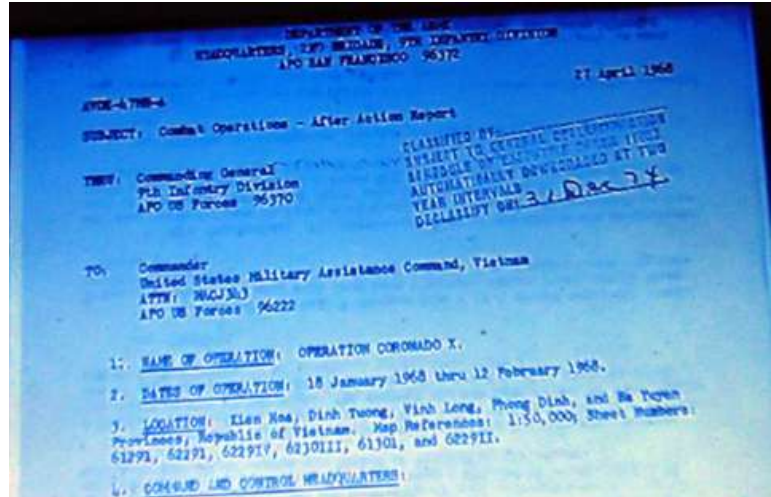 DEPARTMENT OF THE ARMY
HEADQUARTERS, 2ND BRIGADE, 9TH INFANTRY DIVISION
APO SAN FRANCISCO 96372
27 April 1968
SUBJECT: Combat Operations - After Action Report
CLASSIFIED BY:
SUBJECT TO GENERAL DECLASSIFICATION
SCHEDULE OF EXECUTIVE ORDER 11652
AUTOMATICALLY DOWNGRADED AT TWO
YEAR INTERVALS
DECLASSIFY ON: 31 Dec 74
THRU: Commanding General
9th Infantry Division
APO US Forces 96370
TO: Commander
United States Military Assistance Command, Vietnam
ATTN: MACJ343
APO US Forces 96222
1. NAME OF OPERATION: OPERATION CORONADO X.
2. DATES OF OPERATION: 18 January 1968 thru 12 February 1968.
3. LOCATION: Kien Hoa, Dinh Tuong, Vinh Long, Phong Dinh, and Ba Xuyen
Provinces, Republic of Vietnam. Map References: 1:50,000; Sheet Numbers:
6129I, 6229I, 6229IV, 6230III, 6130I, and 6229II.
4. COMMAND AND CONTROL HEADQUARTERS: